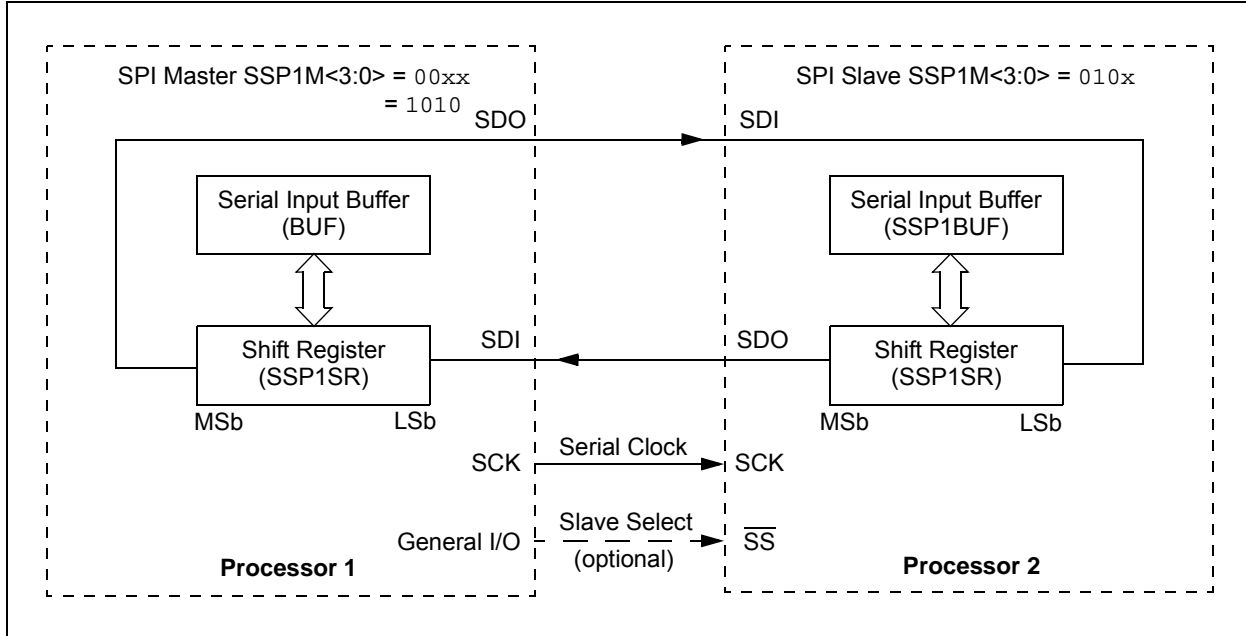 SPI Master SSP1M<3:0> = 00xx
= 1010
SPI Slave SSP1M<3:0> = 010x
SDO
SDI
Serial Input Buffer
(BUF)
Serial Input Buffer
(SSP1BUF)
Shift Register
(SSP1SR)
SDI
SDO
Shift Register
(SSP1SR)
MSb
LSb
MSb
LSb
SCK
Serial Clock
SCK
General I/O
Slave Select
(optional)
S̅S̅
Processor 1
Processor 2